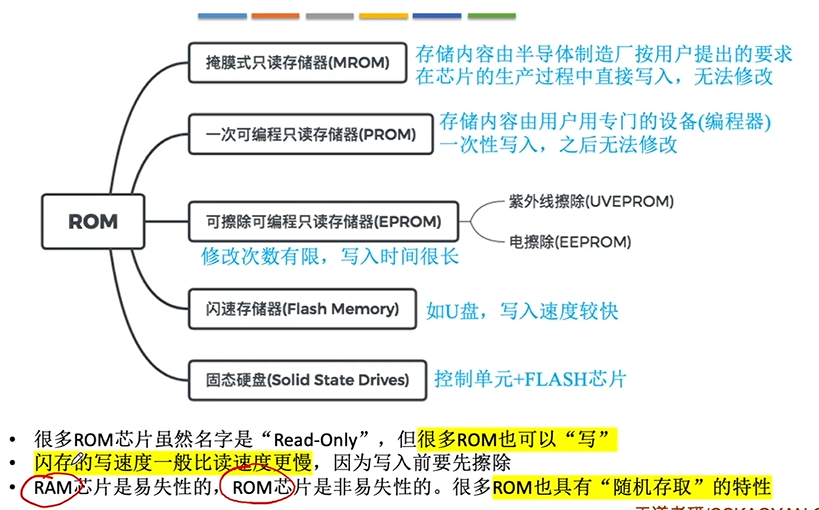 掩膜式只读存储器(MROM)
存储内容由半导体制造厂按用户提出的要求
在芯片的生产过程中直接写入，无法修改
一次可编程只读存储器(PROM)
存储内容由用户用专门的设备(编程器)
一次性写入，之后无法修改
ROM
可擦除可编程只读存储器(EPROM)
紫外线擦除(UVEPROM)
电擦除(EEPROM)
修改次数有限，写入时间很长
闪速存储器(Flash Memory)
如U盘，写入速度较快
固态硬盘(Solid State Drives)
控制单元+FLASH芯片
• 很多ROM芯片虽然名字是“Read-Only”，但很多ROM也可以“写”
• 闪存的写速度一般比读速度更慢，因为写入前要先擦除
• RAM芯片是易失性的，ROM芯片是非易失性的。很多ROM也具有“随机存取”的特性